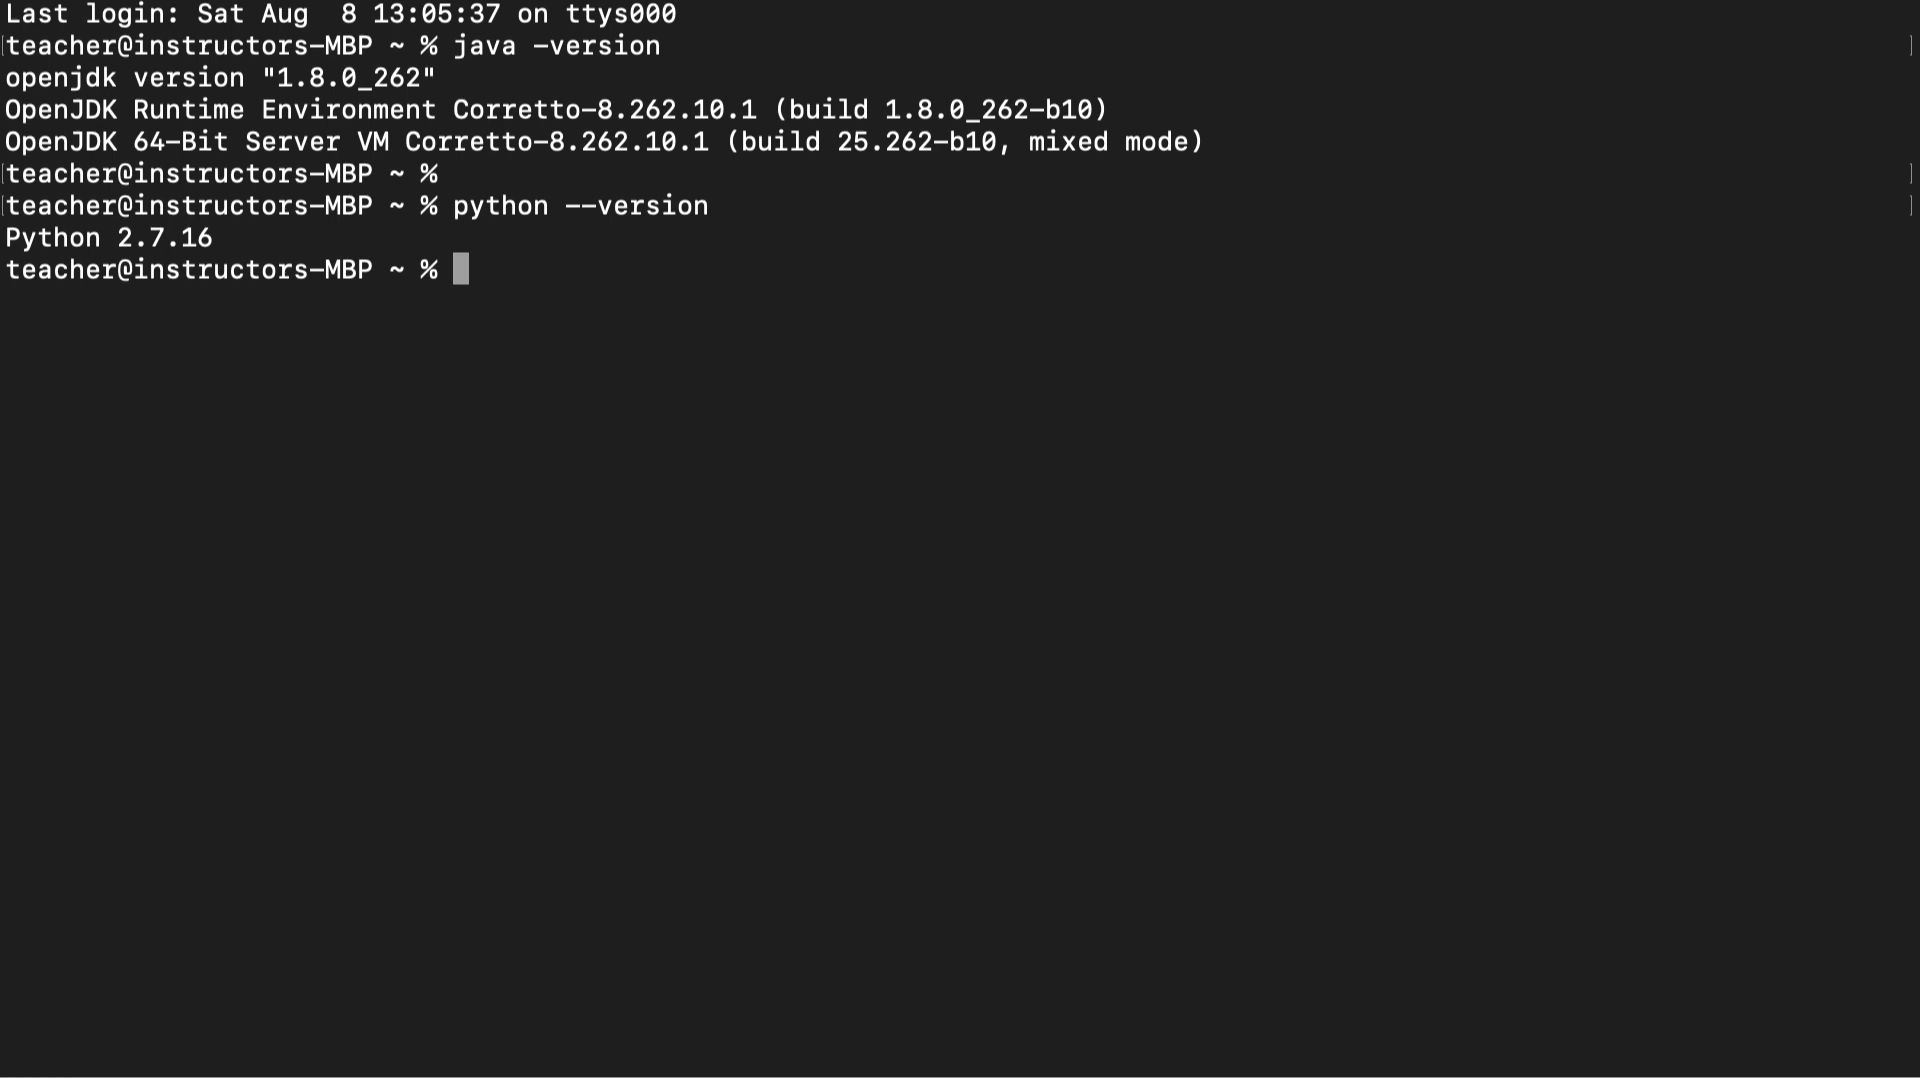 Last login: Sat Aug  8 13:05:37 on ttys000
[teacher@instructors-MBP ~ % java -version ]
openjdk version "1.8.0_262"
OpenJDK Runtime Environment Corretto-8.262.10.1 (build 1.8.0_262-b10)
OpenJDK 64-Bit Server VM Corretto-8.262.10.1 (build 25.262-b10, mixed mode)
[teacher@instructors-MBP ~ % ]
[teacher@instructors-MBP ~ % python --version ]
Python 2.7.16
teacher@instructors-MBP ~ %